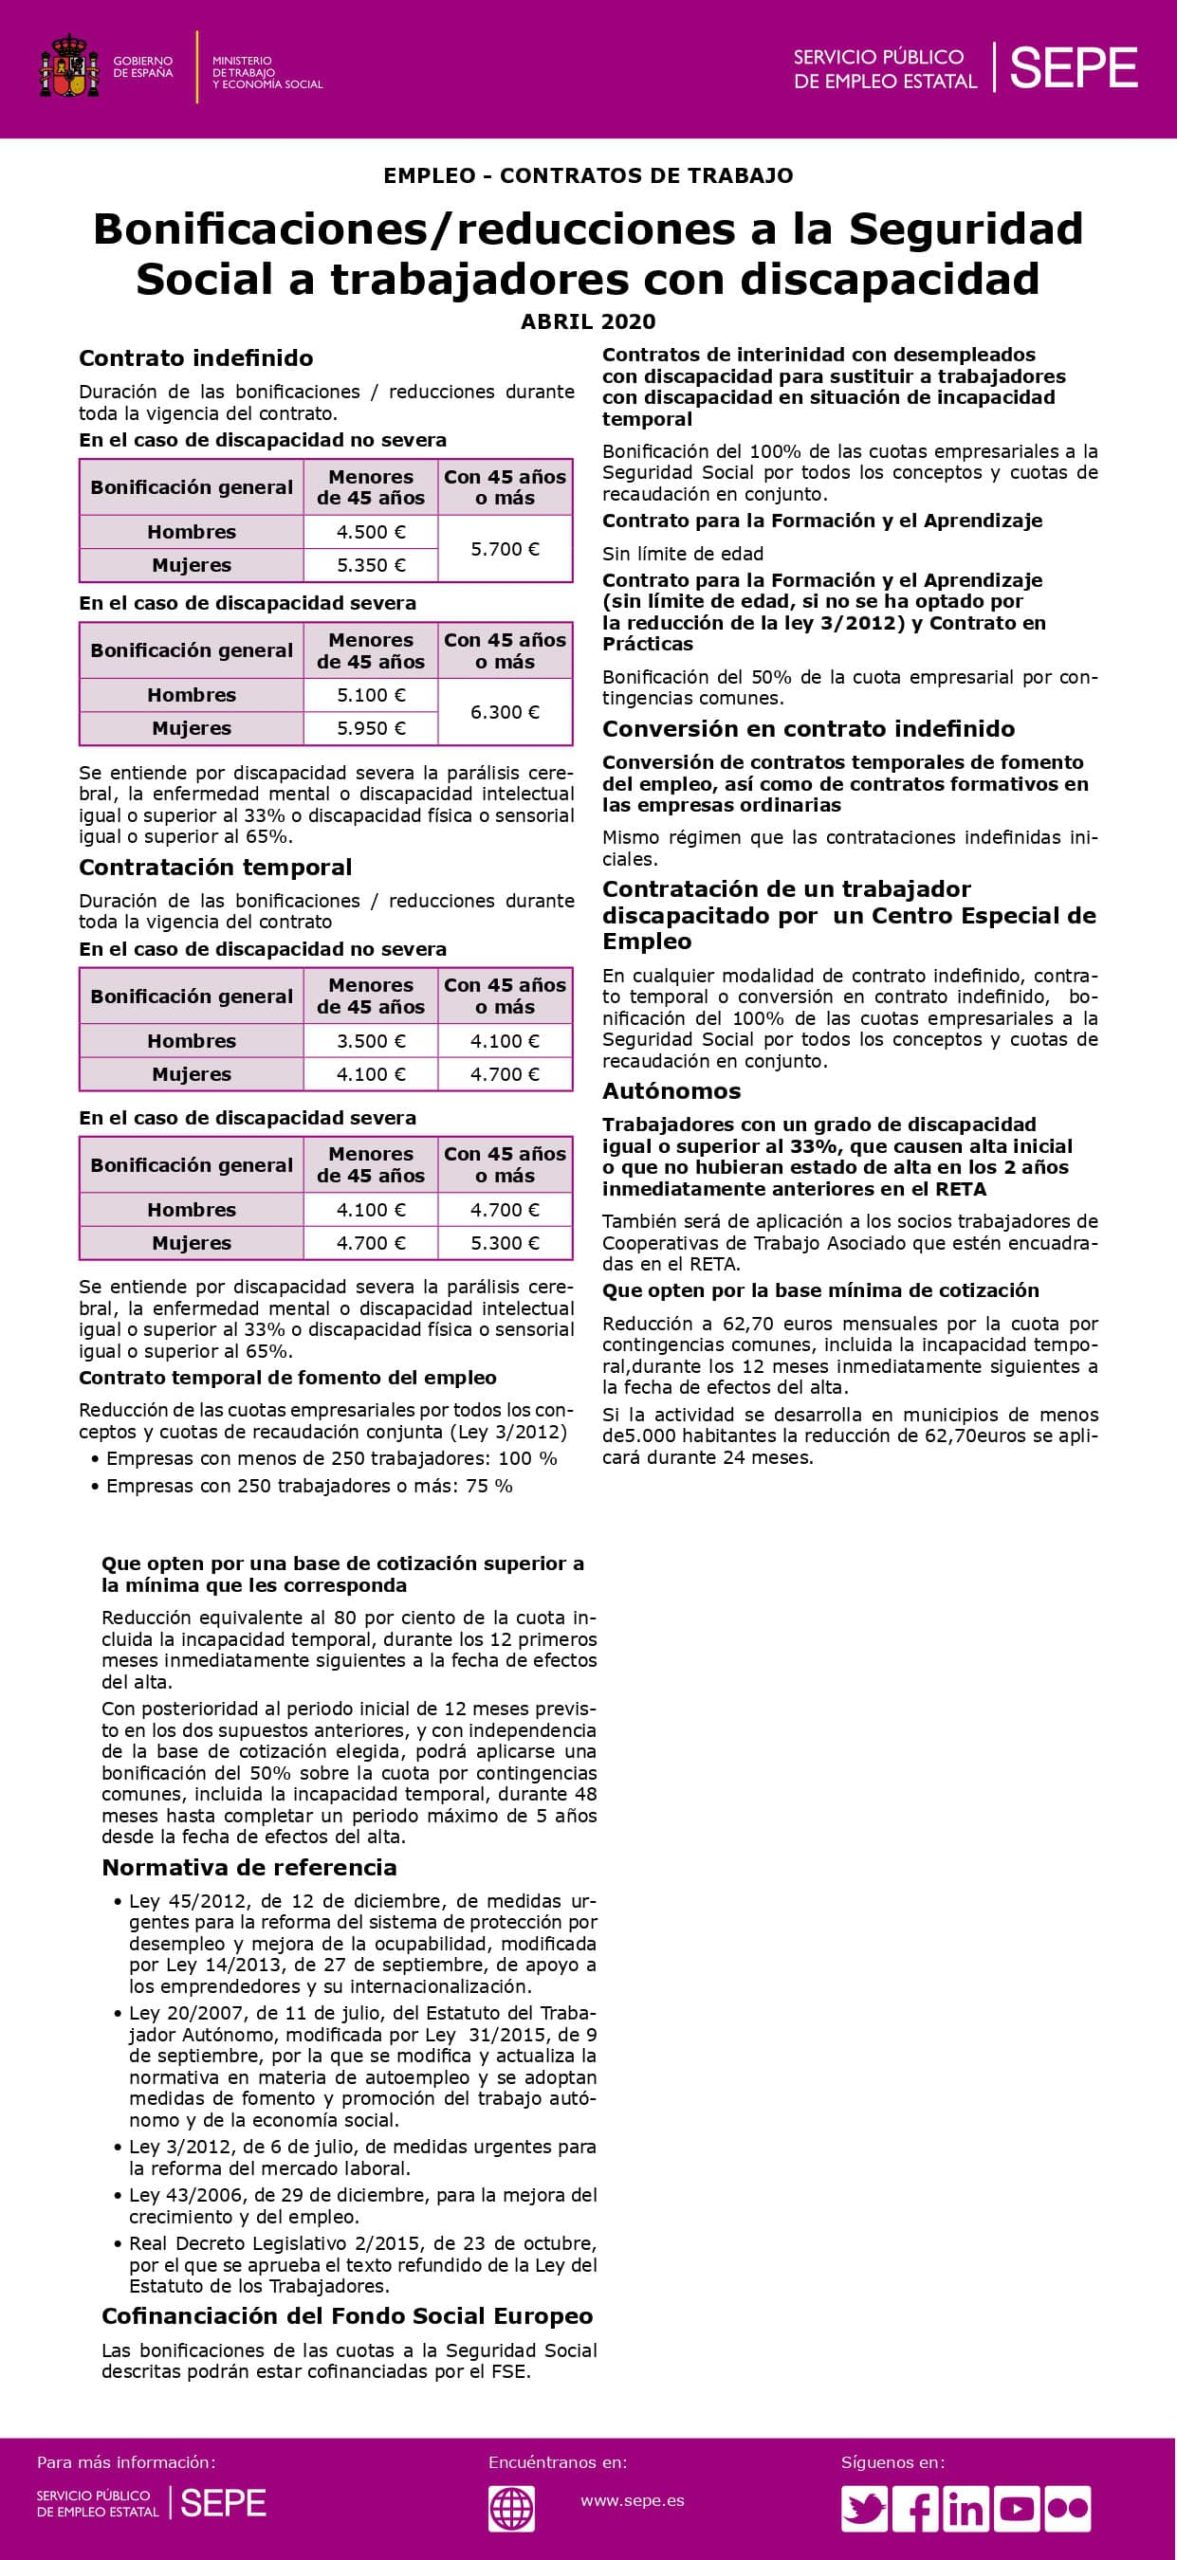 GOBIERNO
DE ESPAÑA
MINISTERIO
DE TRABAJO
Y ECONOMÍA SOCIAL
SERVICIO PÚBLICO
DE EMPLEO ESTATAL
SEPE
EMPLEO - CONTRATOS DE TRABAJO
Bonificaciones/reducciones a la Seguridad
Social a trabajadores con discapacidad
ABRIL 2020
Contrato indefinido
Duración de las bonificaciones / reducciones durante
toda la vigencia del contrato.
En el caso de discapacidad no severa
Bonificación general
Menores
de 45 años
Con 45 años
o más
Hombres
4.500 €
5.700 €
Mujeres
5.350 €
En el caso de discapacidad severa
Bonificación general
Menores
de 45 años
Con 45 años
o más
Hombres
5.100 €
6.300 €
Mujeres
5.950 €
Se entiende por discapacidad severa la parálisis cere-
bral, la enfermedad mental o discapacidad intelectual
igual o superior al 33% o discapacidad física o sensorial
igual o superior al 65%.
Contratación temporal
Duración de las bonificaciones / reducciones durante
toda la vigencia del contrato
En el caso de discapacidad no severa
Bonificación general
Menores
de 45 años
Con 45 años
o más
Hombres
3.500 €
4.100 €
Mujeres
4.100 €
4.700 €
En el caso de discapacidad severa
Bonificación general
Menores
de 45 años
Con 45 años
o más
Hombres
4.100 €
4.700 €
Mujeres
4.700 €
5.300 €
Se entiende por discapacidad severa la parálisis cere-
bral, la enfermedad mental o discapacidad intelectual
igual o superior al 33% o discapacidad física o sensorial
igual o superior al 65%.
Contrato temporal de fomento del empleo
Reducción de las cuotas empresariales por todos los con-
ceptos y cuotas de recaudación conjunta (Ley 3/2012)
• Empresas con menos de 250 trabajadores: 100 %
• Empresas con 250 trabajadores o más: 75 %
Contratos de interinidad con desempleados
con discapacidad para sustituir a trabajadores
con discapacidad en situación de incapacidad
temporal
Bonificación del 100% de las cuotas empresariales a la
Seguridad Social por todos los conceptos y cuotas de
recaudación en conjunto.
Contrato para la Formación y el Aprendizaje
Sin límite de edad
Contrato para la Formación y el Aprendizaje
(sin límite de edad, si no se ha optado por
la reducción de la ley 3/2012) y Contrato en
Prácticas
Bonificación del 50% de la cuota empresarial por con-
tingencias comunes.
Conversión en contrato indefinido
Conversión de contratos temporales de fomento
del empleo, así como de contratos formativos en
las empresas ordinarias
Mismo régimen que las contrataciones indefinidas ini-
ciales.
Contratación de un trabajador
discapacitado por un Centro Especial de
Empleo
En cualquier modalidad de contrato indefinido, contra-
to temporal o conversión en contrato indefinido, bo-
nificación del 100% de las cuotas empresariales a la
Seguridad Social por todos los conceptos y cuotas de
recaudación en conjunto.
Autónomos
Trabajadores con un grado de discapacidad
igual o superior al 33%, que causen alta inicial
o que no hubieran estado de alta en los 2 años
inmediatamente anteriores en el RETA
También será de aplicación a los socios trabajadores de
Cooperativas de Trabajo Asociado que estén encuadra-
das en el RETA.
Que opten por la base mínima de cotización
Reducción a 62,70 euros mensuales por la cuota por
contingencias comunes, incluida la incapacidad tempo-
ral,durante los 12 meses inmediatamente siguientes a
la fecha de efectos del alta.
Si la actividad se desarrolla en municipios de menos
de5.000 habitantes la reducción de 62,70euros se apli-
cará durante 24 meses.
Que opten por una base de cotización superior a
la mínima que les corresponda
Reducción equivalente al 80 por ciento de la cuota in-
cluida la incapacidad temporal, durante los 12 primeros
meses inmediatamente siguientes a la fecha de efectos
del alta.
Con posterioridad al periodo inicial de 12 meses previs-
to en los dos supuestos anteriores, y con independencia
de la base de cotización elegida, podrá aplicarse una
bonificación del 50% sobre la cuota por contingencias
comunes, incluida la incapacidad temporal, durante 48
meses hasta completar un periodo máximo de 5 años
desde la fecha de efectos del alta.
Normativa de referencia
• Ley 45/2012, de 12 de diciembre, de medidas ur-
gentes para la reforma del sistema de protección por
desempleo y mejora de la ocupabilidad, modificada
por Ley 14/2013, de 27 de septiembre, de apoyo a
los emprendedores y su internacionalización.
• Ley 20/2007, de 11 de julio, del Estatuto del Traba-
jador Autónomo, modificada por Ley 31/2015, de 9
de septiembre, por la que se modifica y actualiza la
normativa en materia de autoempleo y se adoptan
medidas de fomento y promoción del trabajo autó-
nomo y de la economía social.
• Ley 3/2012, de 6 de julio, de medidas urgentes para
la reforma del mercado laboral.
• Ley 43/2006, de 29 de diciembre, para la mejora del
crecimiento y del empleo.
• Real Decreto Legislativo 2/2015, de 23 de octubre,
por el que se aprueba el texto refundido de la Ley del
Estatuto de los Trabajadores.
Cofinanciación del Fondo Social Europeo
Las bonificaciones de las cuotas a la Seguridad Social
descritas podrán estar cofinanciadas por el FSE.
Para más información:
SERVICIO PÚBLICO
DE EMPLEO ESTATAL
SEPE
Encuéntranos en:
www.sepe.es
Síguenos en: